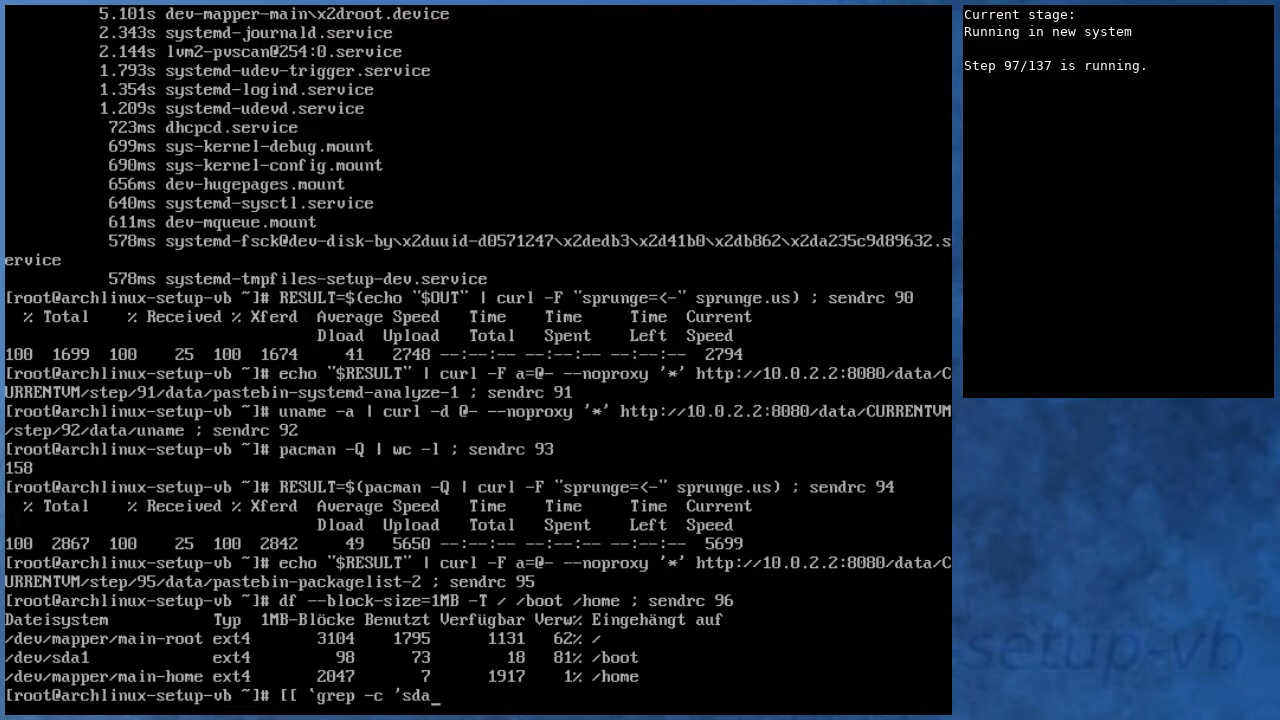 5.101s dev-mapper-main\x2droot.device
2.343s systemd-journald.service
2.144s lvm2-pvscan@254:0.service
1.793s systemd-udev-trigger.service
1.354s systemd-logind.service
1.209s systemd-udevd.service
723ms dhcpcd.service
699ms sys-kernel-debug.mount
690ms sys-kernel-config.mount
656ms dev-hugepages.mount
640ms systemd-sysctl.service
611ms dev-mqueue.mount
578ms systemd-fsck@dev-disk-by\x2duuid-d0571247\x2dedb3\x2d41b0\x2db862\x2da235c9d89632.s
ervice
578ms systemd-tmpfiles-setup-dev.service
[root@archlinux-setup-vb ~]# RESULT=$(echo "$OUT" | curl -F "sprunge=<-" sprunge.us) ; sendrc 90
% Total % Received % Xferd Average Speed Time Time Time Current
Dload Upload Total Spent Left Speed
100 1699 100 25 100 1674 41 2748 --:--:-- --:--:-- --:--:-- 2794
[root@archlinux-setup-vb ~]# echo "$RESULT" | curl -F a=@- --noproxy '*' http://10.0.2.2:8080/data/C
URRENTVM/step/91/data/pastebin-systemd-analyze-1 ; sendrc 91
[root@archlinux-setup-vb ~]# uname -a | curl -d @- --noproxy '*' http://10.0.2.2:8080/data/CURRENTVM
/step/92/data/uname ; sendrc 92
[root@archlinux-setup-vb ~]# pacman -Q | wc -l ; sendrc 93
158
[root@archlinux-setup-vb ~]# RESULT=$(pacman -Q | curl -F "sprunge=<-" sprunge.us) ; sendrc 94
% Total % Received % Xferd Average Speed Time Time Time Current
Dload Upload Total Spent Left Speed
100 2867 100 25 100 2842 49 5650 --:--:-- --:--:-- --:--:-- 5699
[root@archlinux-setup-vb ~]# echo "$RESULT" | curl -F a=@- --noproxy '*' http://10.0.2.2:8080/data/C
URRENTVM/step/95/data/pastebin-packagelist-2 ; sendrc 95
[root@archlinux-setup-vb ~]# df --block-size=1MB -T / /boot /home ; sendrc 96
Dateisystem Typ 1MB-Blöcke Benutzt Verfügbar Verw% Eingehängt auf
/dev/mapper/main-root ext4 3104 1795 1131 62% /
/dev/sda1 ext4 98 73 18 81% /boot
/dev/mapper/main-home ext4 2047 7 1917 1% /home
[root@archlinux-setup-vb ~]# [[ `grep -c 'sda_
Current stage:
Running in new system
Step 97/137 is running.
setup-vb